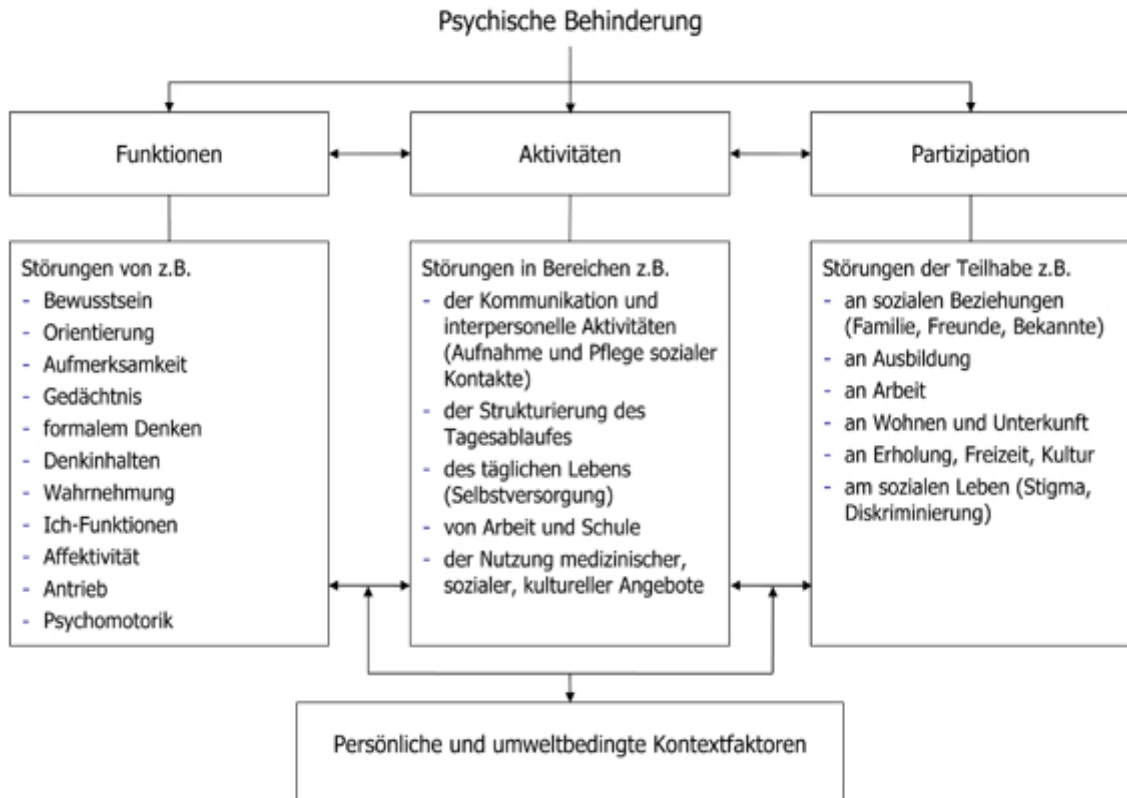 Psychische Behinderung
Funktionen
Aktivitäten
Partizipation
Störungen von z.B.
- Bewusstsein
- Orientierung
- Aufmerksamkeit
- Gedächtnis
- formalem Denken
- Denkinhalten
- Wahrnehmung
- Ich-Funktionen
- Affektivität
- Antrieb
- Psychomotorik
Störungen in Bereichen z.B.
- der Kommunikation und
interpersonelle Aktivitäten
(Aufnahme und Pflege sozialer
Kontakte)
- der Strukturierung des
Tagesablaufes
- des täglichen Lebens
(Selbstversorgung)
- von Arbeit und Schule
- der Nutzung medizinischer,
sozialer, kultureller Angebote
Störungen der Teilhabe z.B.
- an sozialen Beziehungen
(Familie, Freunde, Bekannte)
- an Ausbildung
- an Arbeit
- an Wohnen und Unterkunft
- an Erholung, Freizeit, Kultur
- am sozialen Leben (Stigma,
Diskriminierung)
Persönliche und umweltbedingte Kontextfaktoren